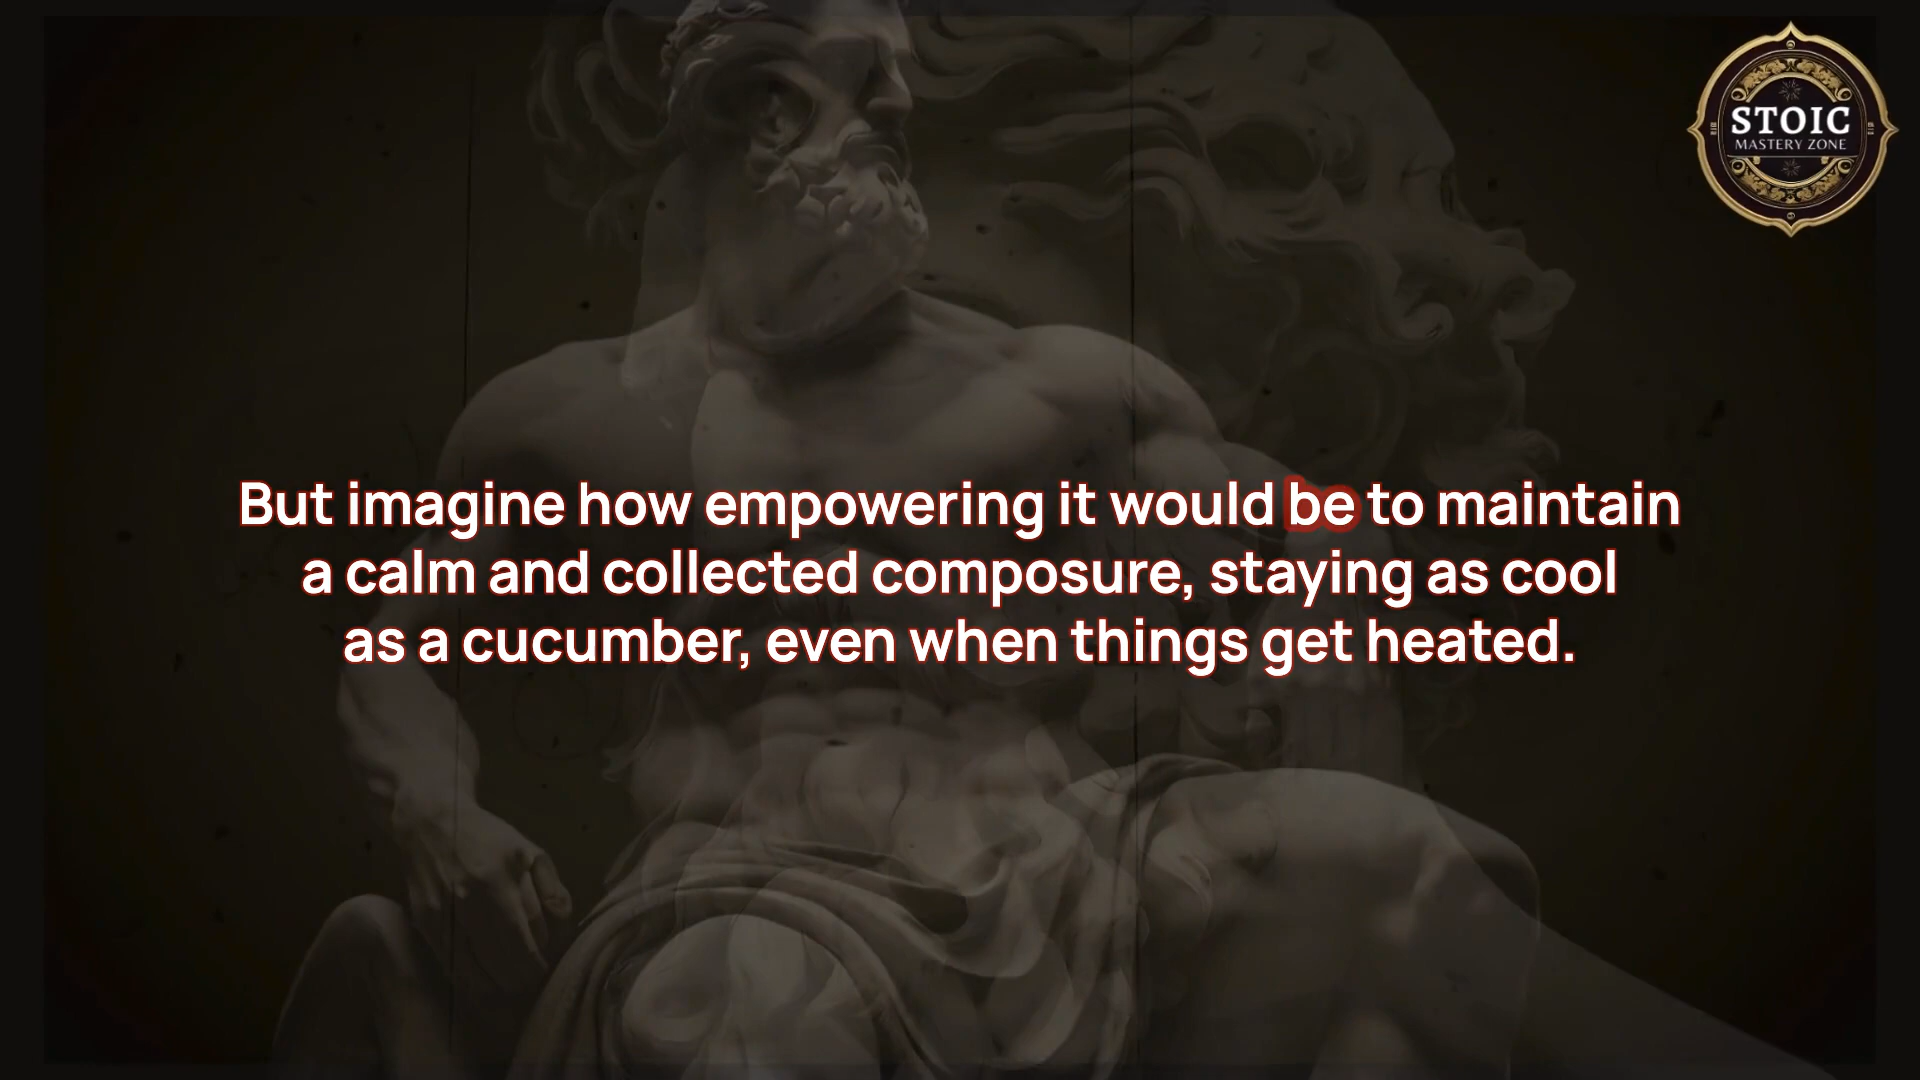 STOIC
MASTERY ZONE
But imagine how empowering it would be to maintain
a calm and collected composure, staying as cool
as a cucumber, even when things get heated.